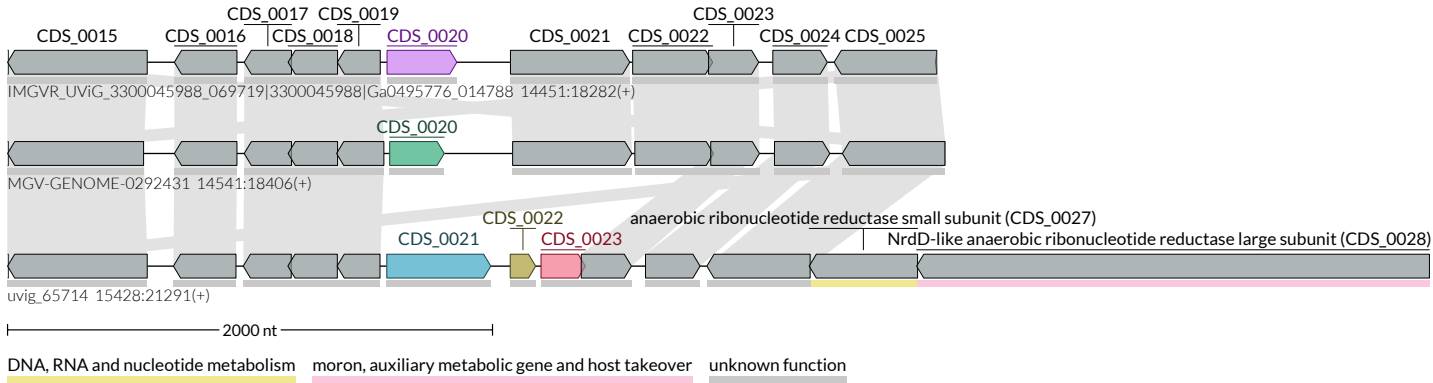 CDS_0017 CDS_0019 CDS_0023
CDS_0015 CDS_0016 CDS_0018 CDS_0020 CDS_0021 CDS_0022 CDS_0024 CDS_0025
IMGVR_UViG_3300045988_069719|3300045988|Ga0495776_014788 14451:18282(+)
CDS_0020
MGV-GENOME-0292431 14541:18406(+)
CDS_0022 anaerobic ribonucleotide reductase small subunit (CDS_0027)
CDS_0021 CDS_0023 NrdD-like anaerobic ribonucleotide reductase large subunit (CDS_0028)
uvig_65714 15428:21291(+)
2000 nt
DNA, RNA and nucleotide metabolism moron, auxiliary metabolic gene and host takeover unknown function